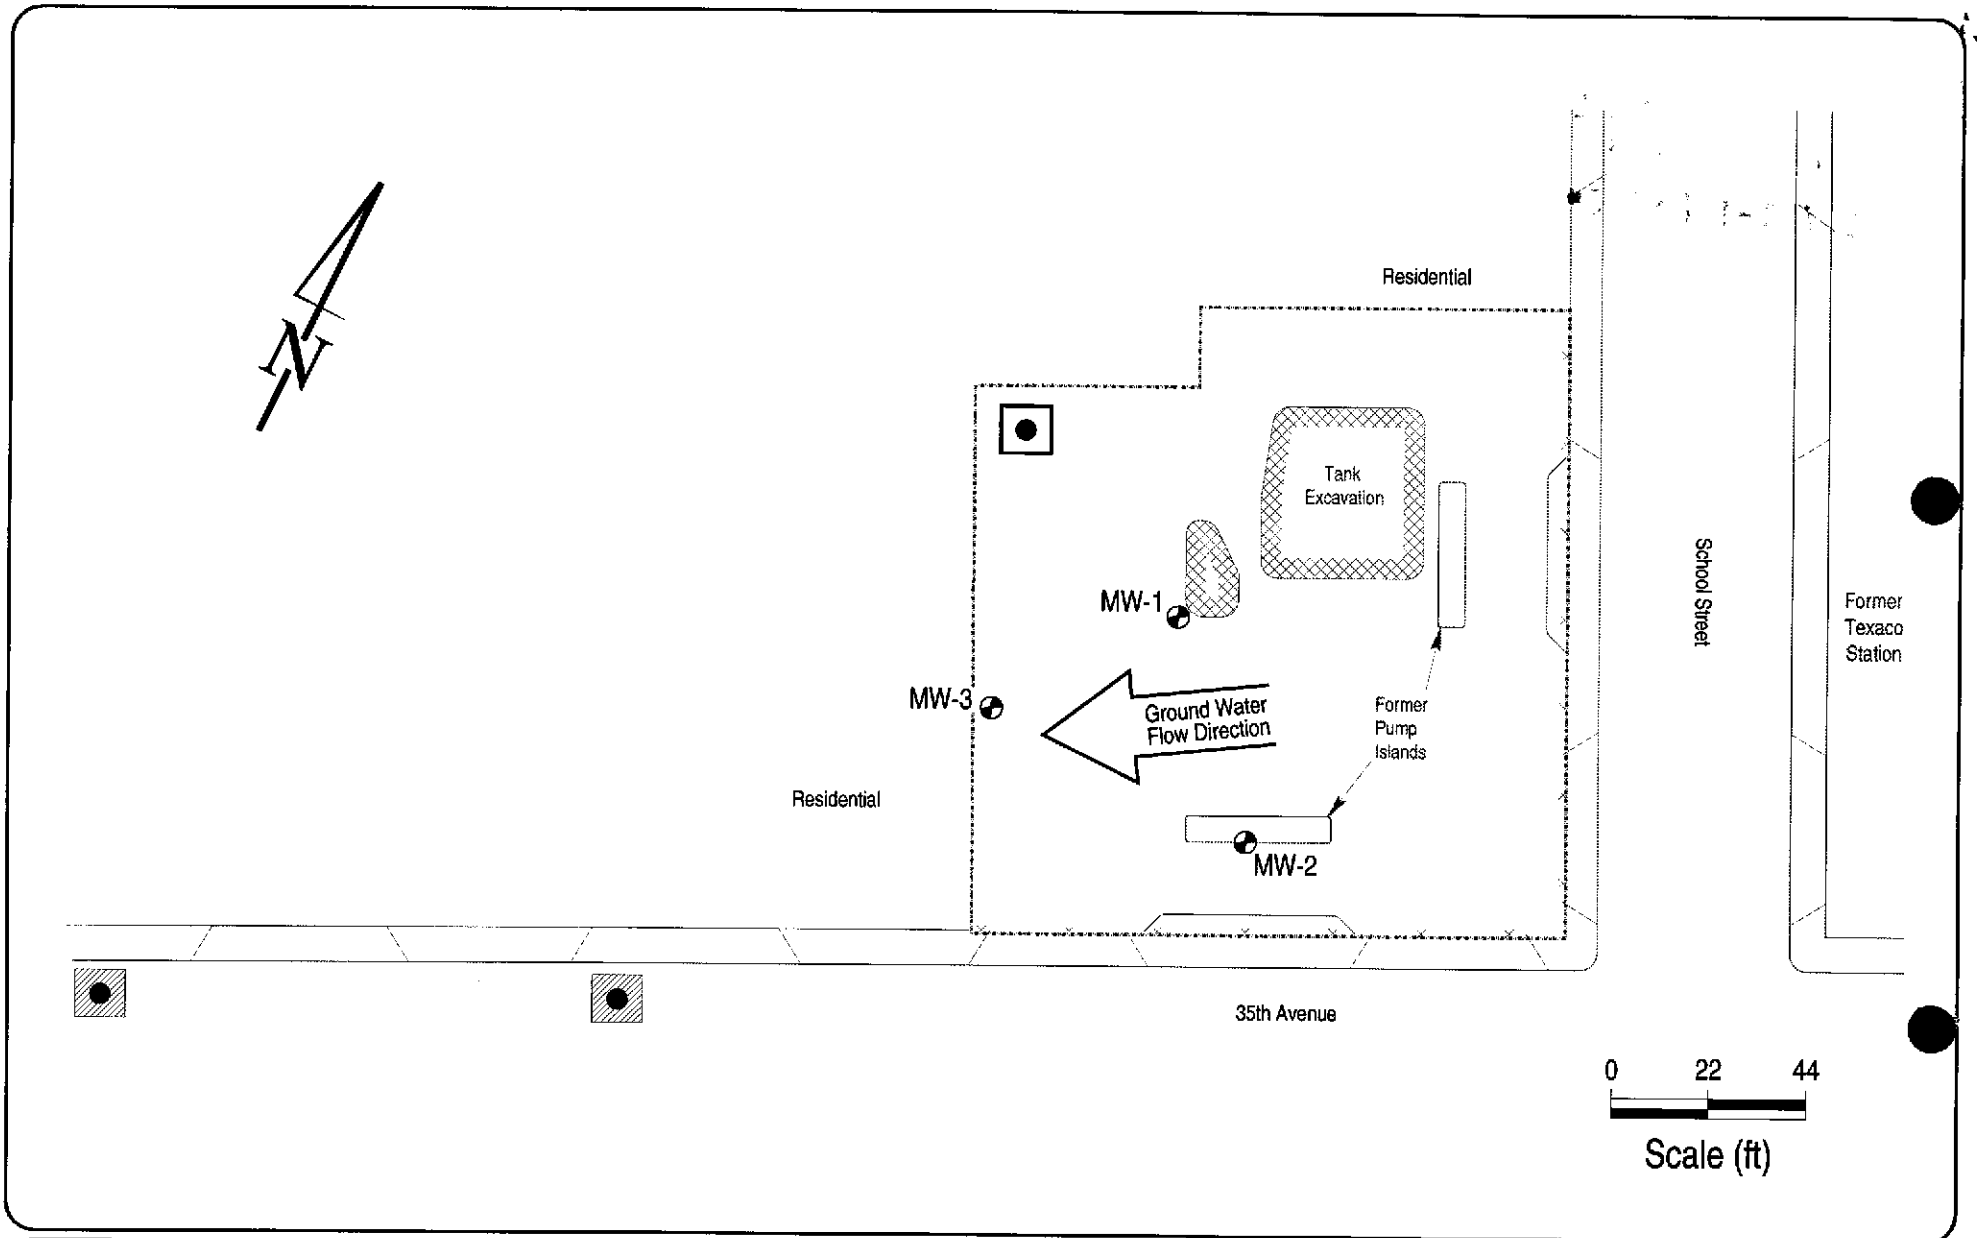 Residential
N
Tank
Excavation
School Street
MW-1
Former
Texaco
Station
MW-3
Ground Water
Flow Direction
Former
Pump
Islands
Residential
MW-2
35th Avenue
0 22 44
Scale (ft)